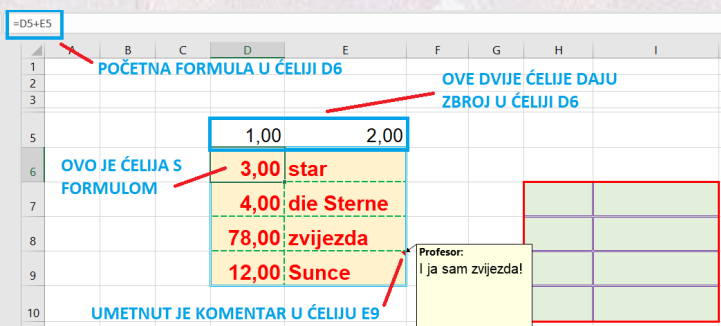 =D5+E5
A B C D E F G H I
POČETNA FORMULA U ĆELIJI D6
1
OVE DVIJE ĆELIJE DAJU
2
ZBROJ U ĆELIJI D6
3
5 1,00 2,00
OVO JE ĆELIJA S
FORMULOM
6 3,00 star
7 4,00 die Sterne
8 78,00 zvijezda
Profesor:
I ja sam zvijezda!
9 12,00 Sunce
10 UMETNUT JE KOMENTAR U ĆELIJU E9